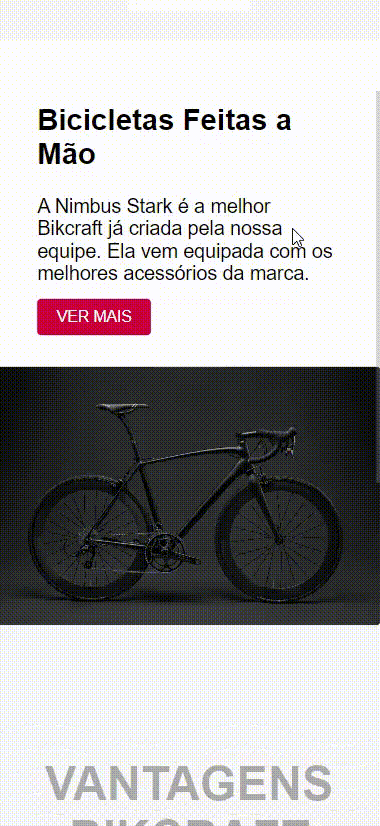 Bicicletas Feitas a
Mão
A Nimbus Stark é a melhor
Bikcraft já criada pela nossa
equipe. Ela vem equipada com os
melhores acessórios da marca.
VER MAIS
VANTAGENS
BIKCRAFT